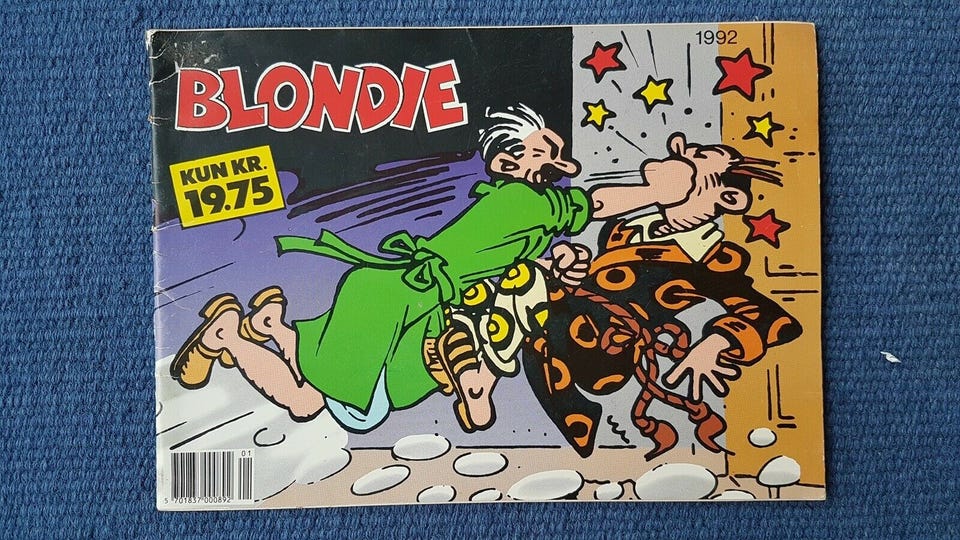 1992
BLONDIE
KUN KR.
19.75
01
5 701837 000892